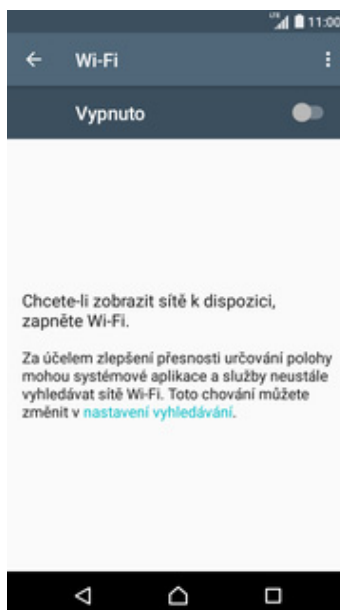 LTE 11:00
Wi-Fi
Vypnuto
Chcete-li zobrazit sítě k dispozici,
zapněte Wi-Fi.
Za účelem zlepšení přesnosti určování polohy
mohou systémové aplikace a služby neustále
vyhledávat sítě Wi-Fi. Toto chování můžete
změnit v nastavení vyhledávání.